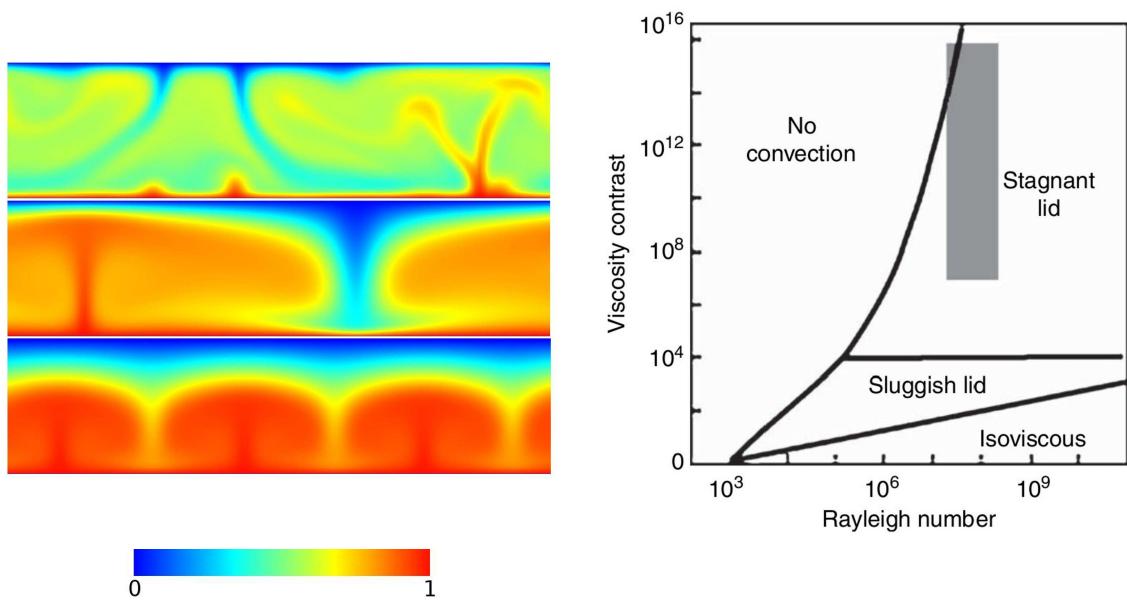 0
1
10^16
10^12
10^8
10^4
0
Viscosity contrast
No
convection
Stagnant
lid
Sluggish lid
Isoviscous
10^3
10^6
10^9
Rayleigh number